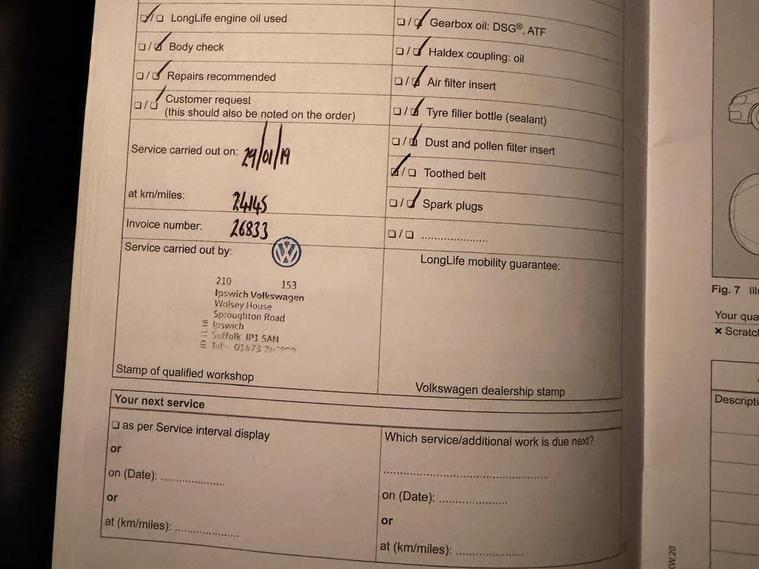 LongLife engine oil used
Body check
Repairs recommended
Customer request
(this should also be noted on the order)
Service carried out on: 29/01/19
at km/miles: 24145
Invoice number: 26833
Service carried out by:
210 153
Ipswich Volkswagen
Wolsey House
Sproughton Road
Ipswich
Suffolk IP1 5AN
Tel:- 01473
Stamp of qualified workshop
Gearbox oil: DSG®, ATF
Haldex coupling: oil
Air filter insert
Tyre filler bottle (sealant)
Dust and pollen filter insert
Toothed belt
Spark plugs
LongLife mobility guarantee:
Volkswagen dealership stamp
Your next service
as per Service interval display
or
on (Date):
or
at (km/miles):
Which service/additional work is due next?
on (Date):
or
at (km/miles):
Fig. 7
Your qua
× Scratc
Descripti